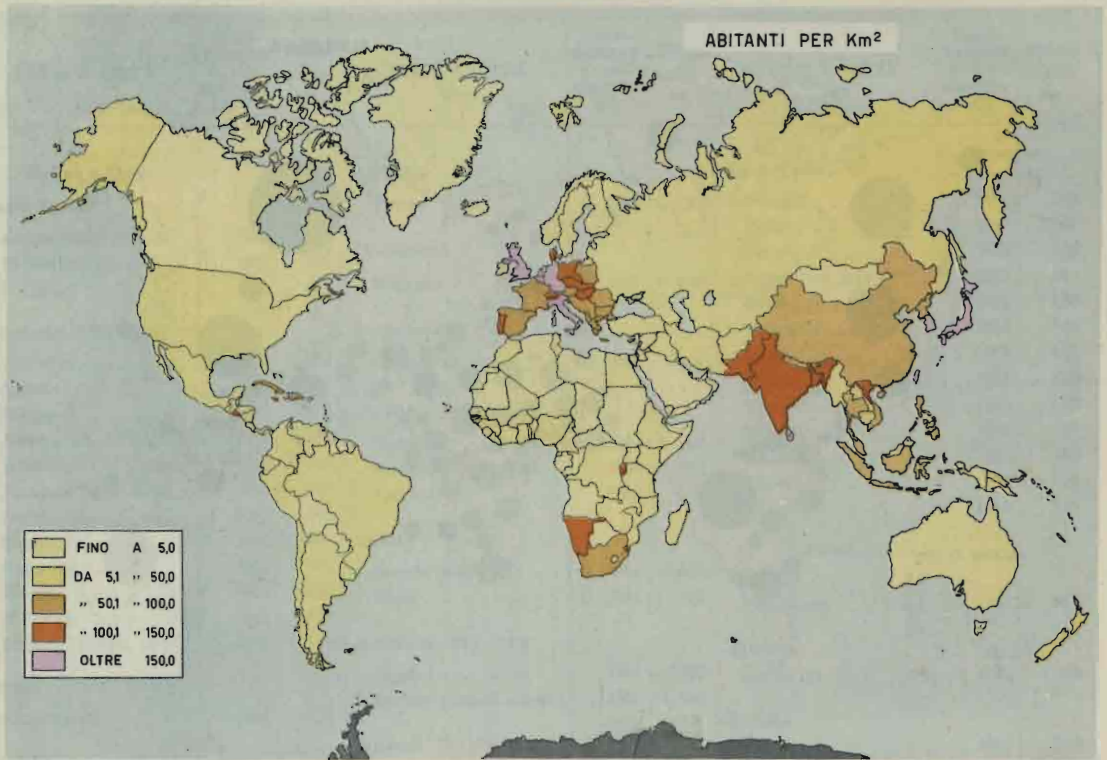 ABITANTI PER Km²
FINO A 5,0
DA 5,1 " 50,0
" 50,1 " 100,0
" 100,1 " 150,0
OLTRE 150,0